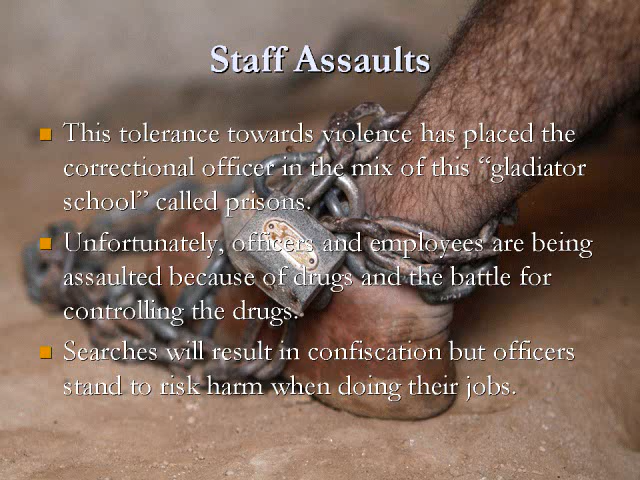 Staff Assaults
This tolerance towards violence has placed the
correctional officer in the mix of this “gladiator
school” called prisons.
Unfortunately, officers and employees are being
assaulted because of drugs and the battle for
controlling the drugs.
Searches will result in confiscation but officers
stand to risk harm when doing their jobs.